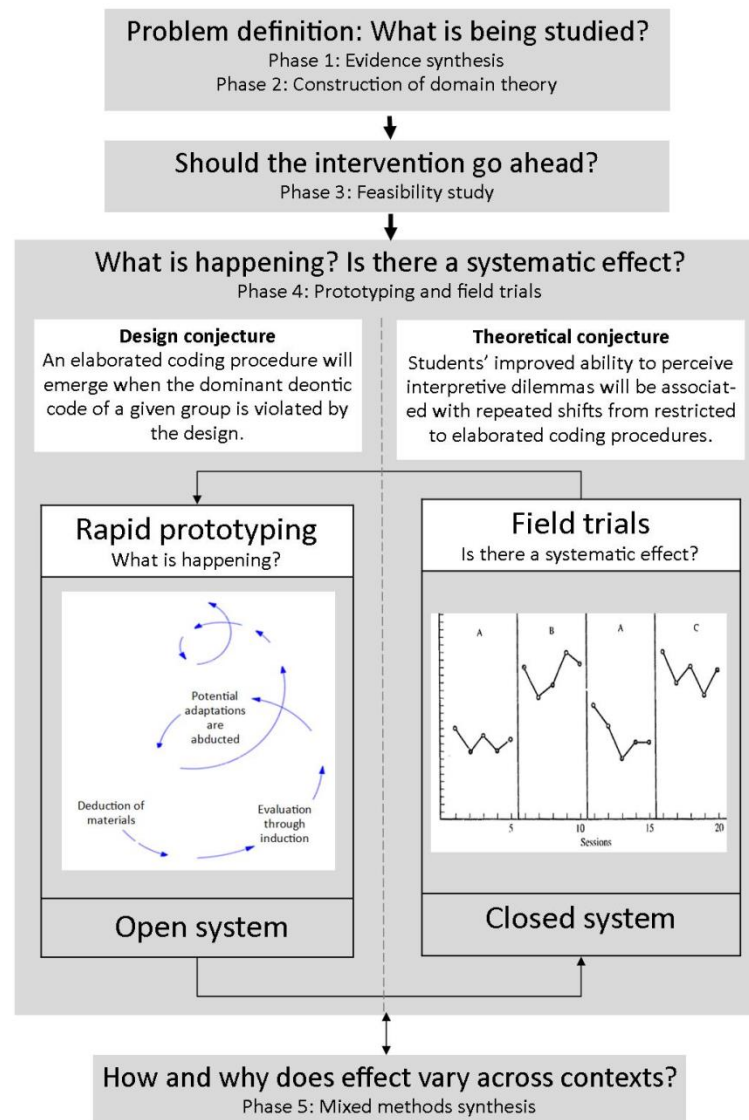 Problem definition: What is being studied?
Phase 1: Evidence synthesis
Phase 2: Construction of domain theory
Should the intervention go ahead?
Phase 3: Feasibility study
What is happening? Is there a systematic effect?
Phase 4: Prototyping and field trials
Design conjecture
An elaborated coding procedure will
emerge when the dominant deontic
code of a given group is violated by
the design.
Theoretical conjecture
Students’ improved ability to perceive
interpretive dilemmas will be associat-
ed with repeated shifts from restricted
to elaborated coding procedures.
Rapid prototyping
What is happening?
Potential
adaptations
are
abducted
Deduction of
materials
Evaluation
through
induction
Open system
Field trials
Is there a systematic effect?
A
B
A
C
5
10
15
20
Sessions
Closed system
How and why does effect vary across contexts?
Phase 5: Mixed methods synthesis